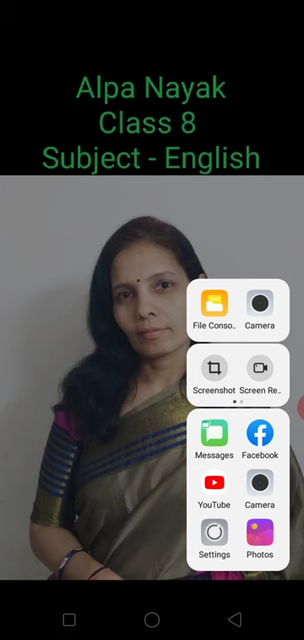 Alpa Nayak
Class 8
Subject - English
File Conso.. Camera
Screenshot Screen Re..
Messages Facebook
YouTube Camera
Settings Photos